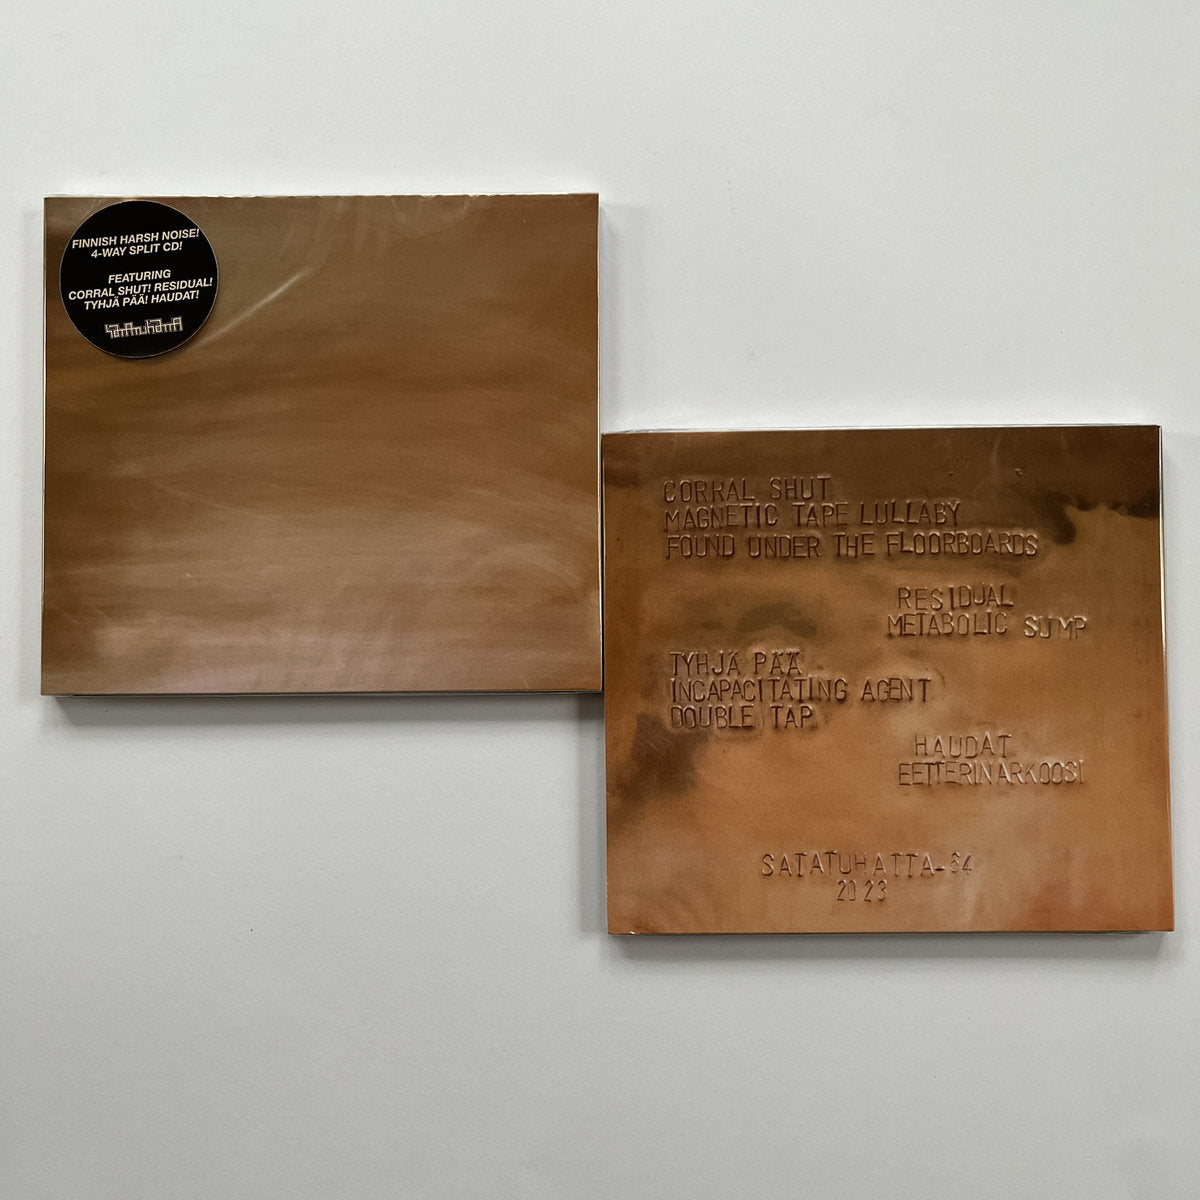 FINNISH HARSH NOISE!
4-WAY SPLIT CD!
FEATURING
CORRAL SHUT! RESIDUAL!
TYHJÄ PÄÄ! HAUDAT!
SATATUHATTA
CORRAL SHUT
MAGNETIC TAPE LULLABY
FOUND UNDER THE FLOORBOARDS
RESIDUAL
METABOLIC SUMP
TYHJÄ PÄÄ
INCAPACITATING AGENT
DOUBLE TAP
HAUDAT
EETTERINARKOOSI
SATATUHATTA-64
2023